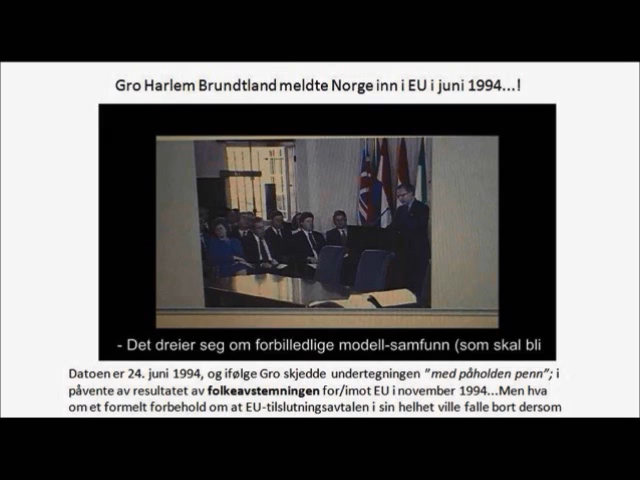 Gro Harlem Brundtland meldte Norge inn i EU i juni 1994...!
- Det dreier seg om forbilledlige modell-samfunn (som skal bli
Datoen er 24. juni 1994, og ifølge Gro skjedde undertegningen "med påholden penn"; i
påvente av resultatet av folkeavstemningen for/imot EU i november 1994...Men hva
om et formelt forbehold om at EU-tilslutningsavtalen i sin helhet ville falle bort dersom